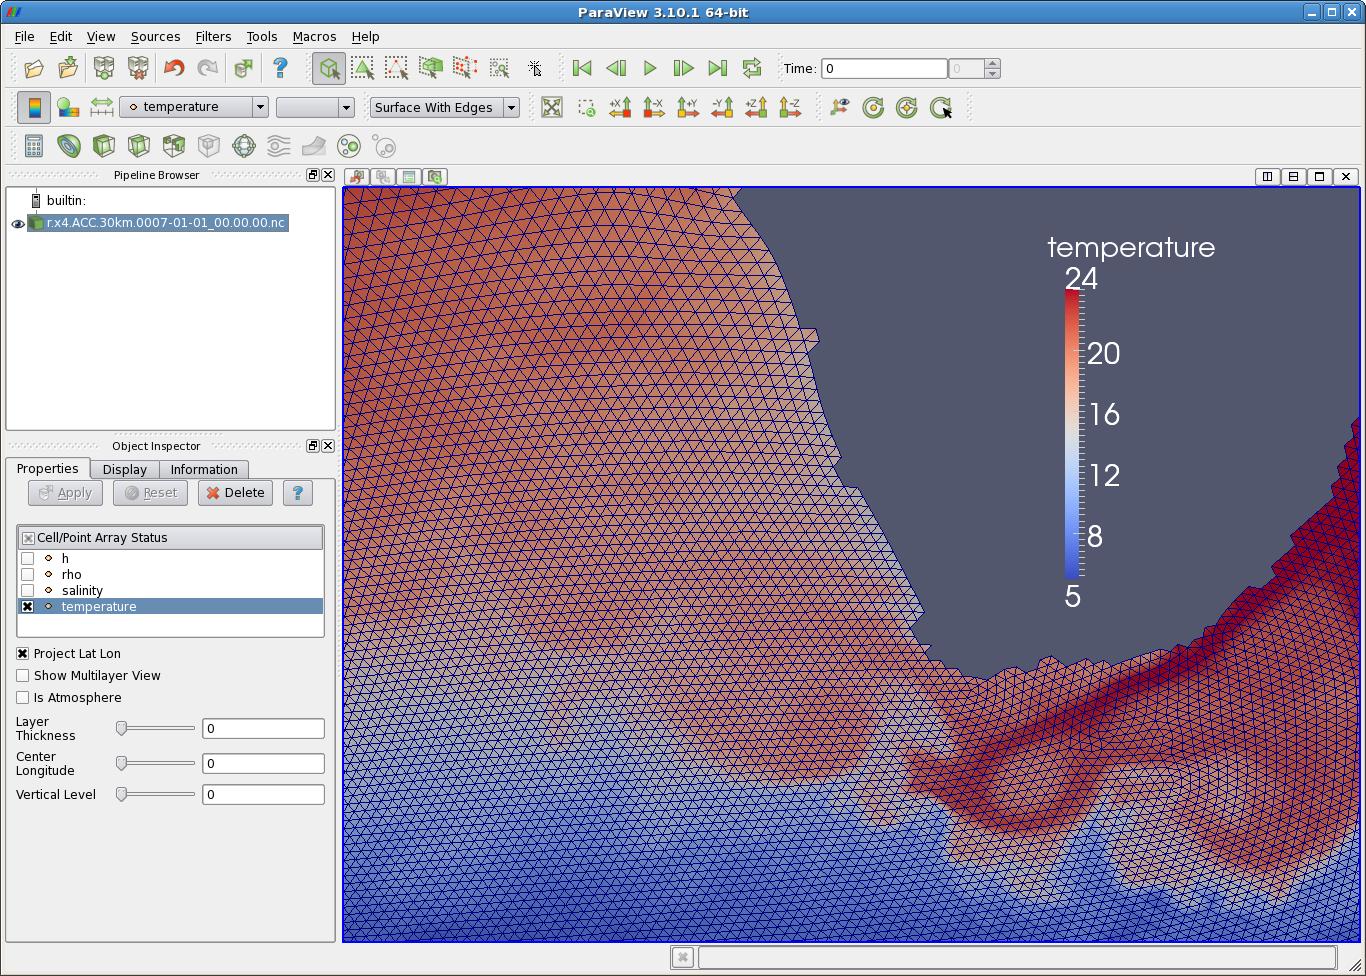 ParaView 3.10.1 64-bit
File Edit View Sources Filters Tools Macros Help
? Time: 0 0
temperature Surface With Edges +X -X +Y -Y +Z -Z
Pipeline Browser
builtin:
r.x4.ACC.30km.0007-01-01_00.00.00.nc
Object Inspector
Properties Display Information
Apply Reset Delete ?
Cell/Point Array Status
h
rho
salinity
temperature
Project Lat Lon
Show Multilayer View
Is Atmosphere
Layer Thickness 0
Center Longitude 0
Vertical Level 0
temperature
24
20
16
12
8
5